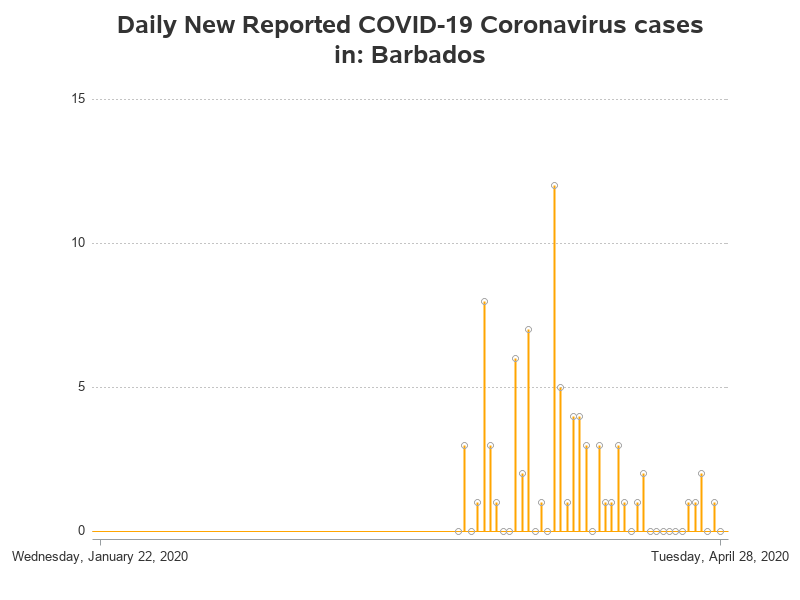 Daily New Reported COVID-19 Coronavirus cases
in: Barbados
15
10
5
0
Wednesday, January 22, 2020
Tuesday, April 28, 2020